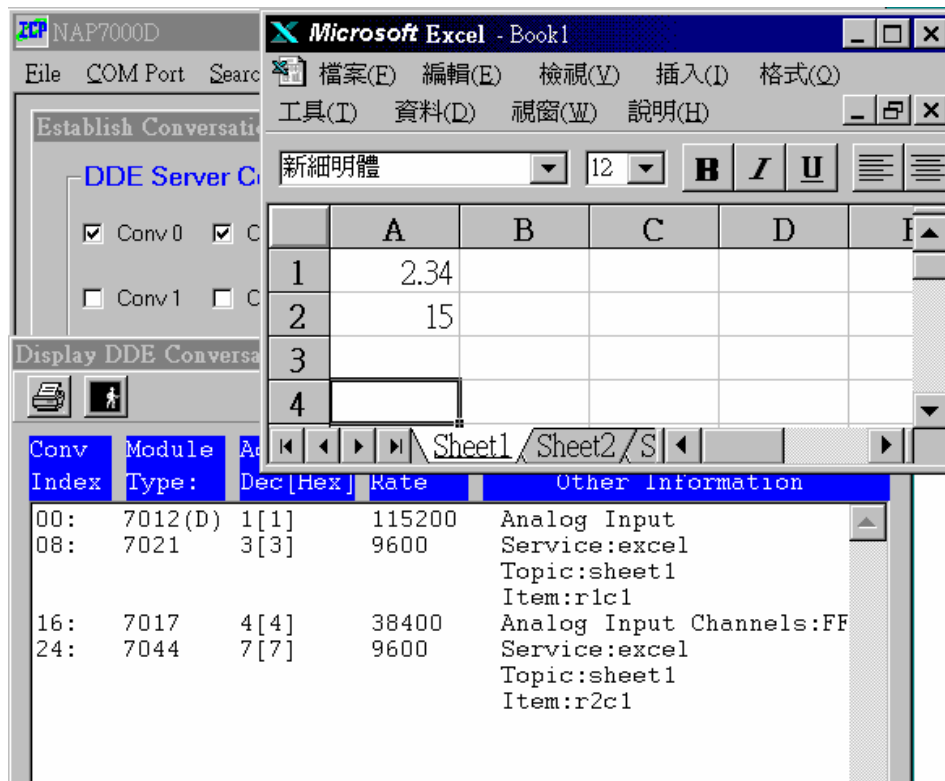 ICP NAP7000D
File COM Port Searc
Establish Conversati
DDE Server C
Conv 0 C
Conv 1 C
Microsoft Excel - Book1
檔案(F) 編輯(E) 檢視(V) 插入(I) 格式(O)
工具(T) 資料(D) 視窗(W) 說明(H)
新細明體 12 B I U
A B C D E
1 2.34
2 15
3
4
Sheet1 Sheet2 S
Display DDE Conversa
Conv Module A
Index Type: Dec[Hex] Rate Other Information
00: 7012(D) 1[1] 115200 Analog Input
08: 7021 3[3] 9600 Service:excel
Topic:sheet1
Item:r1c1
16: 7017 4[4] 38400 Analog Input Channels:FF
24: 7044 7[7] 9600 Service:excel
Topic:sheet1
Item:r2c1